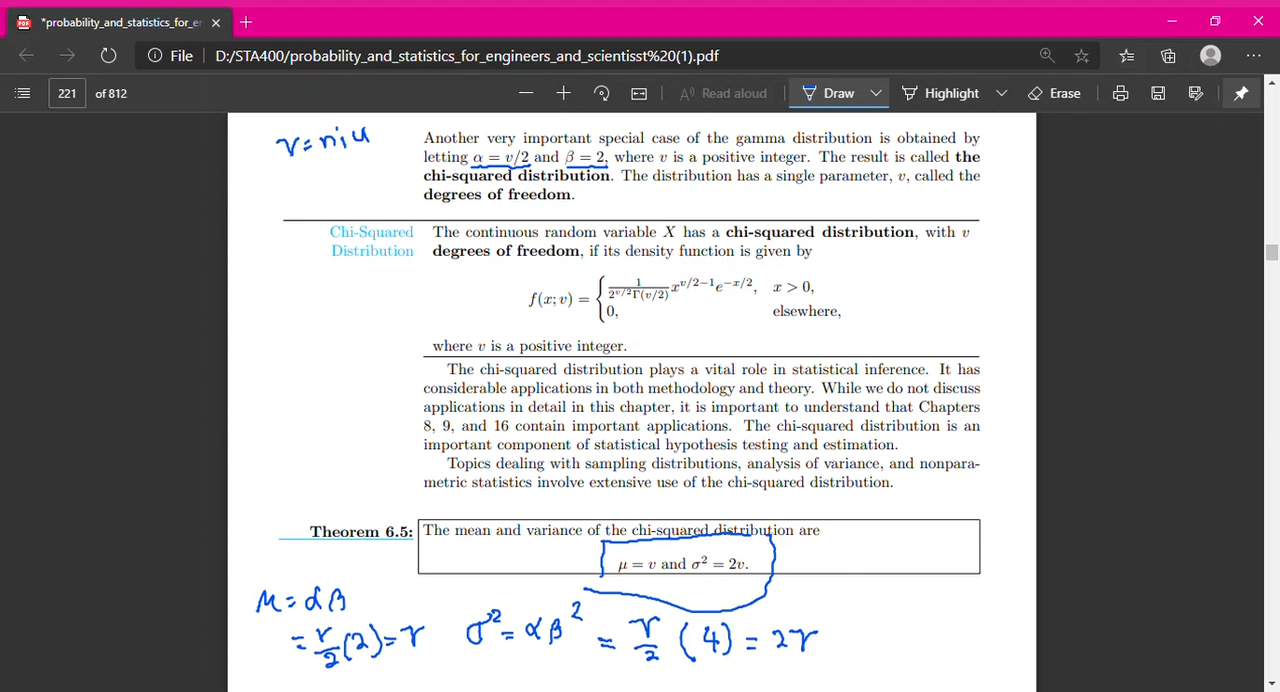 *probability_and_statistics_for_er
File D:/STA400/probability_and_statistics_for_engineers_and_scientisst%20(1).pdf
221 of 812 Read aloud Draw Highlight Erase
ν = niu
Another very important special case of the gamma distribution is obtained by
letting α = v/2 and β = 2, where v is a positive integer. The result is called the
chi-squared distribution. The distribution has a single parameter, v, called the
degrees of freedom.
Chi-Squared Distribution
The continuous random variable X has a chi-squared distribution, with v
degrees of freedom, if its density function is given by
f(x; v) = { 1/(2^{v/2}Γ(v/2)) x^{v/2−1}e^{−x/2}, x > 0,
0, elsewhere,
where v is a positive integer.
The chi-squared distribution plays a vital role in statistical inference. It has
considerable applications in both methodology and theory. While we do not discuss
applications in detail in this chapter, it is important to understand that Chapters
8, 9, and 16 contain important applications. The chi-squared distribution is an
important component of statistical hypothesis testing and estimation.
Topics dealing with sampling distributions, analysis of variance, and nonpara-
metric statistics involve extensive use of the chi-squared distribution.
Theorem 6.5: The mean and variance of the chi-squared distribution are
μ = v and σ² = 2v.
μ = αβ
= ν/2 (2) = ν
σ² = αβ² = ν/2 (4) = 2ν